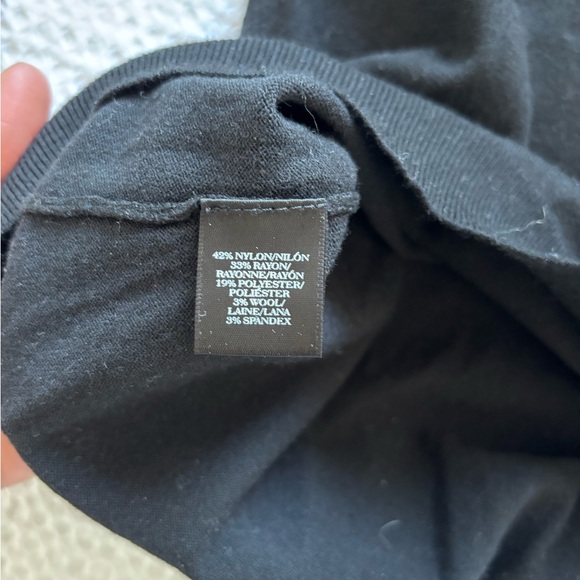 42% NYLON/NILÓN
33% RAYON/
RAYONNE/RAYÓN
19% POLYESTER/
POLIÉSTER
3% WOOL/
LAINE/LANA
3% SPANDEX